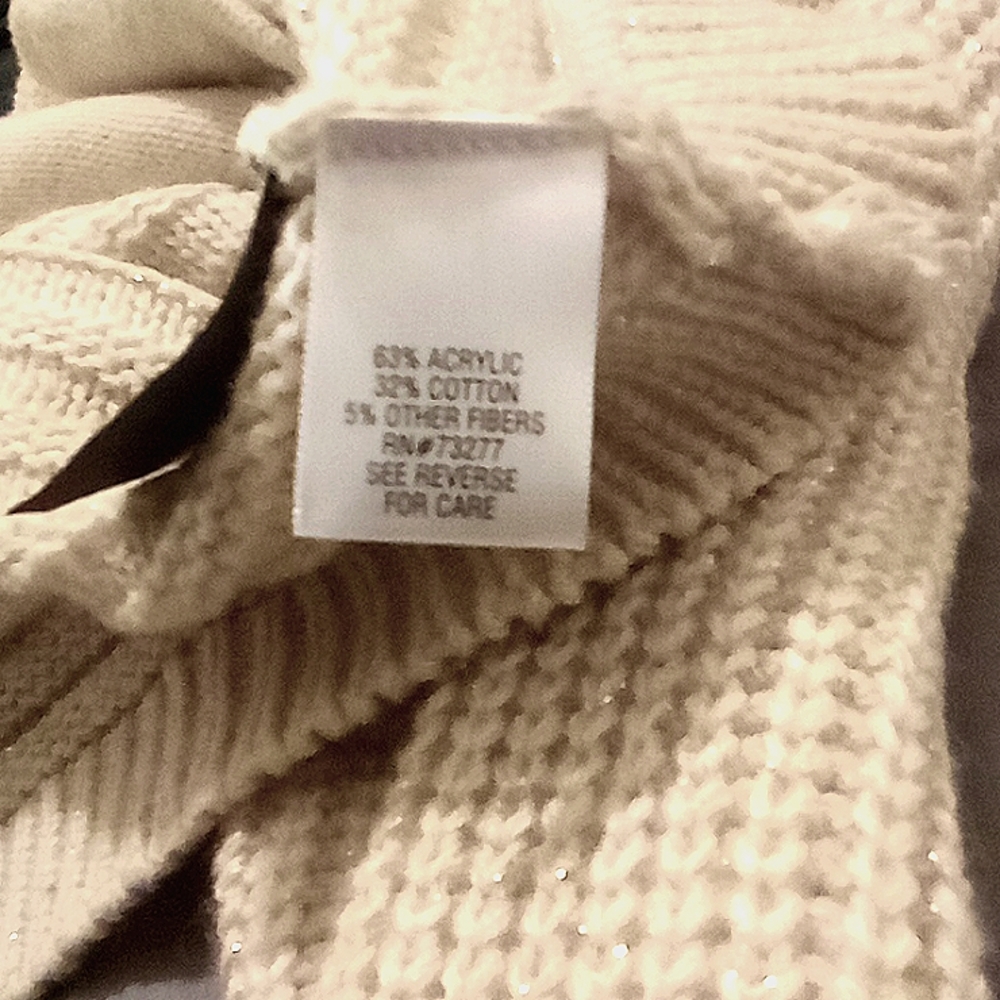 63% ACRYLIC
32% COTTON
5% OTHER FIBERS
RN#73277
SEE REVERSE
FOR CARE